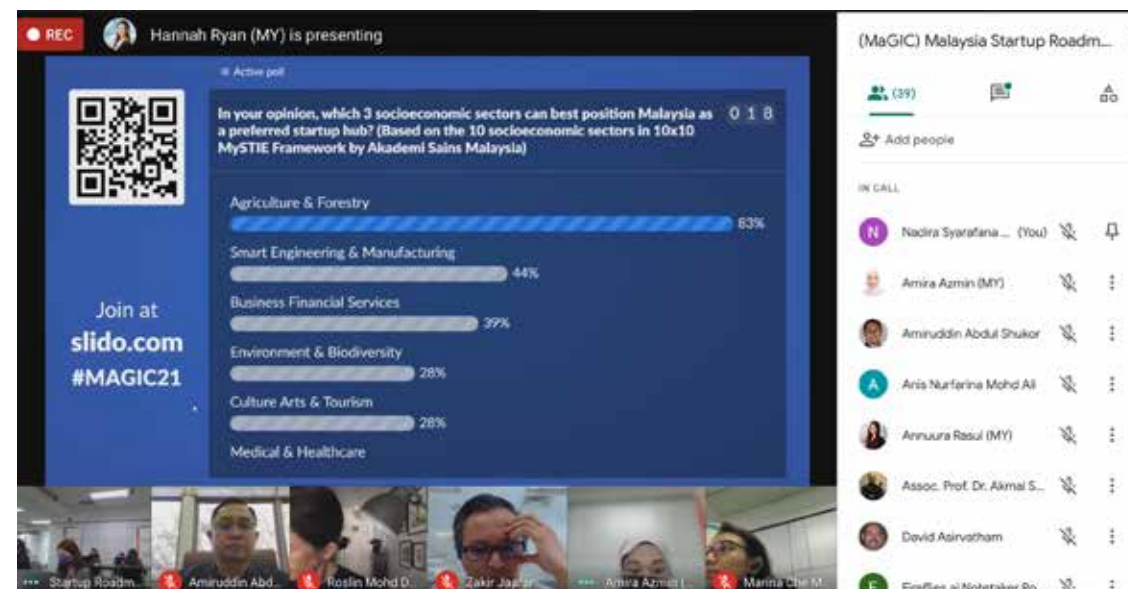 REC
Hannah Ryan (MY) is presenting
Active poll
In your opinion, which 3 socioeconomic sectors can best position Malaysia as
a preferred startup hub? (Based on the 10 socioeconomic sectors in 10x10
MySTIE Framework by Akademi Sains Malaysia)
0 1 8
Agriculture & Forestry
83%
Smart Engineering & Manufacturing
44%
Business Financial Services
39%
Environment & Biodiversity
28%
Culture Arts & Tourism
28%
Medical & Healthcare
Join at
slido.com
#MAGIC21
Startup Roadm...
Amiruddin Abd...
Roslin Mohd D...
Zakir Jaafar
Amira Azmin (...
Marina Che M...
(MaGIC) Malaysia Startup Roadm...
(39)
Add people
IN CALL
N
Nadira Syarafana ... (You)
Amira Azmin (MY)
Amiruddin Abdul Shukor
A
Anis Nurfarina Mohd Ali
Annuura Rasul (MY)
Assoc. Prof. Dr. Akmal S...
David Asirvatham
F
Fireflies.ai Notetaker Ro...